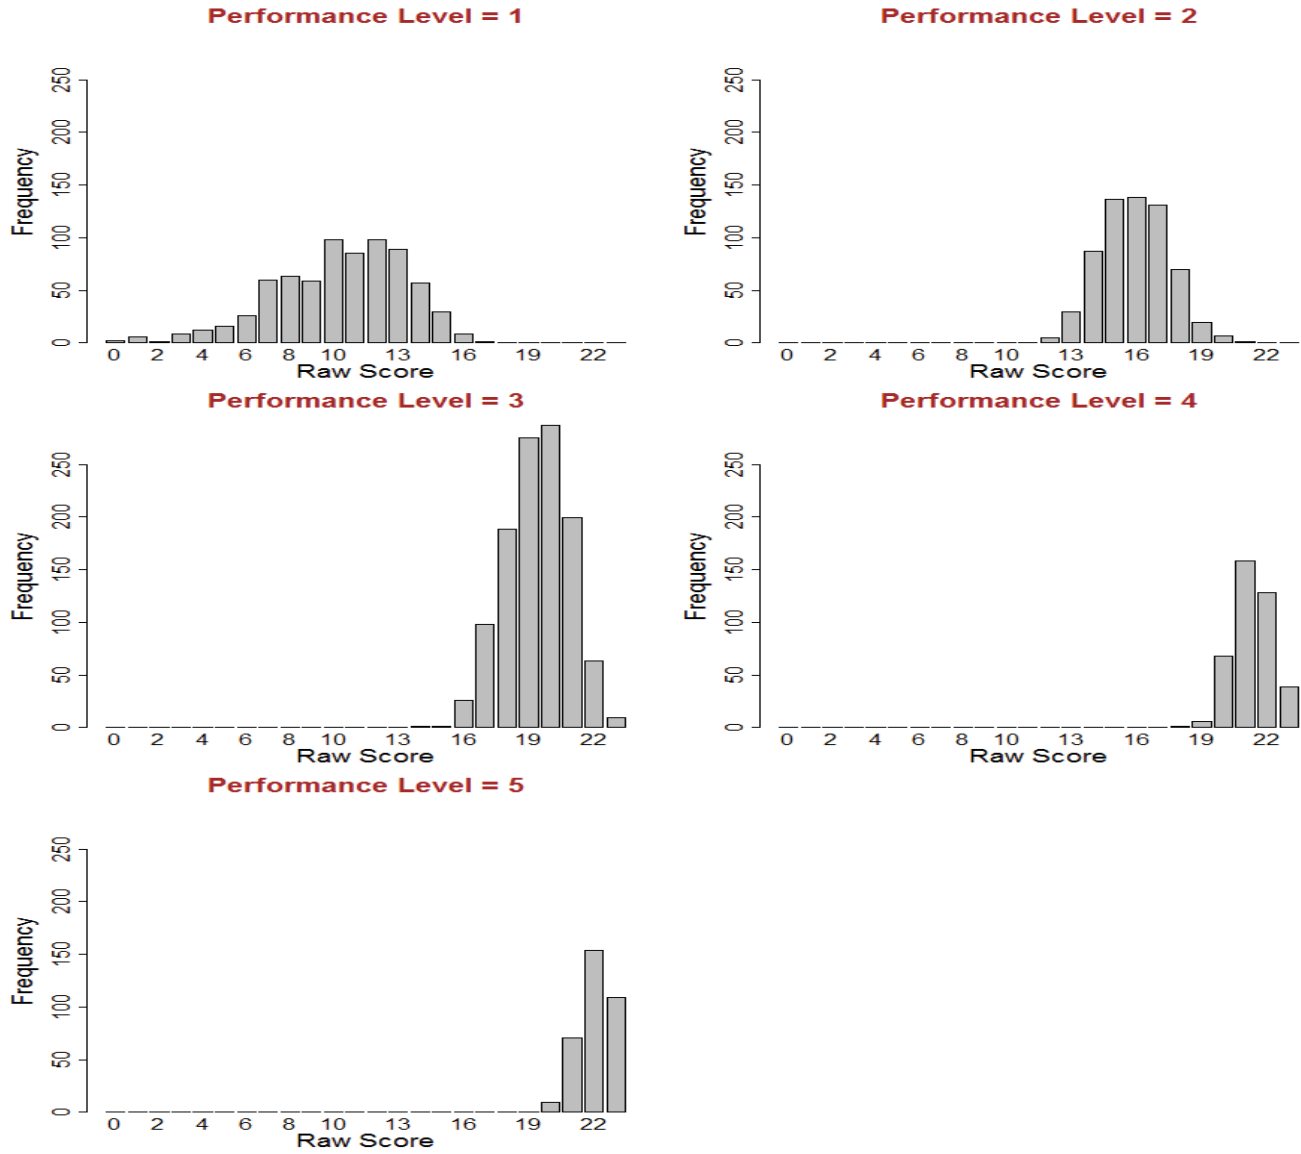 Performance Level = 1
250
200
150
100
50
0
Frequency
0 2 4 6 8 10 13 16 19 22
Raw Score
Performance Level = 2
250
200
150
100
50
0
Frequency
0 2 4 6 8 10 13 16 19 22
Raw Score
Performance Level = 3
250
200
150
100
50
0
Frequency
0 2 4 6 8 10 13 16 19 22
Raw Score
Performance Level = 4
250
200
150
100
50
0
Frequency
0 2 4 6 8 10 13 16 19 22
Raw Score
Performance Level = 5
250
200
150
100
50
0
Frequency
0 2 4 6 8 10 13 16 19 22
Raw Score